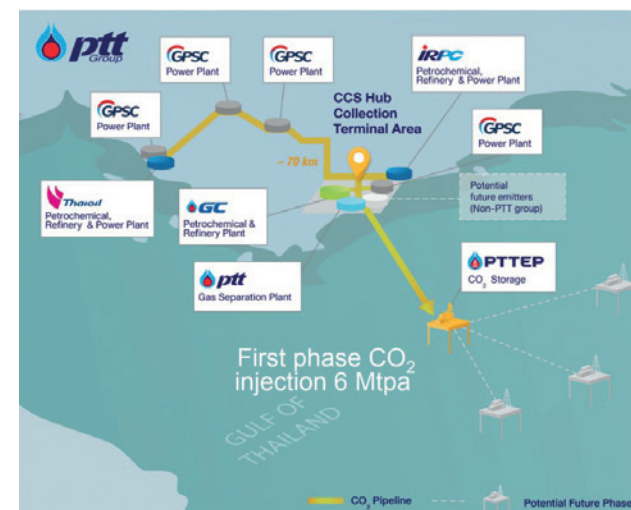 ptt
Group
GPSC
Power Plant
GPSC
Power Plant
IRPC
Petrochemical,
Refinery & Power Plant
CCS Hub
Collection
Terminal Area
GPSC
Power Plant
GPSC
Power Plant
~ 70 km
Thaioil
Petrochemical,
Refinery & Power Plant
GC
Petrochemical &
Refinery Plant
Potential
future emitters
(Non-PTT group)
ptt
Gas Separation Plant
PTTEP
CO₂ Storage
First phase CO₂
injection 6 Mtpa
GULF OF
THAILAND
CO₂ Pipeline
Potential Future Phase